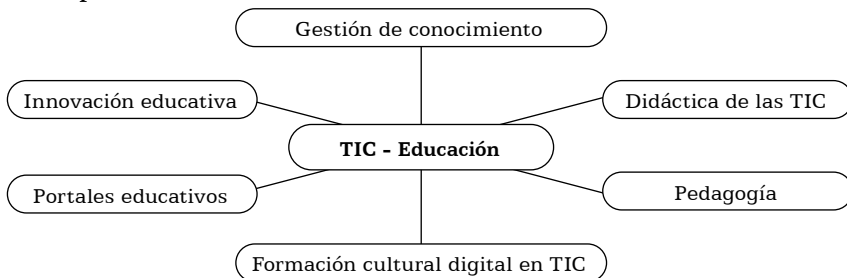 Gestión de conocimiento
Innovación educativa
Didáctica de las TIC
TIC - Educación
Portales educativos
Pedagogía
Formación cultural digital en TIC